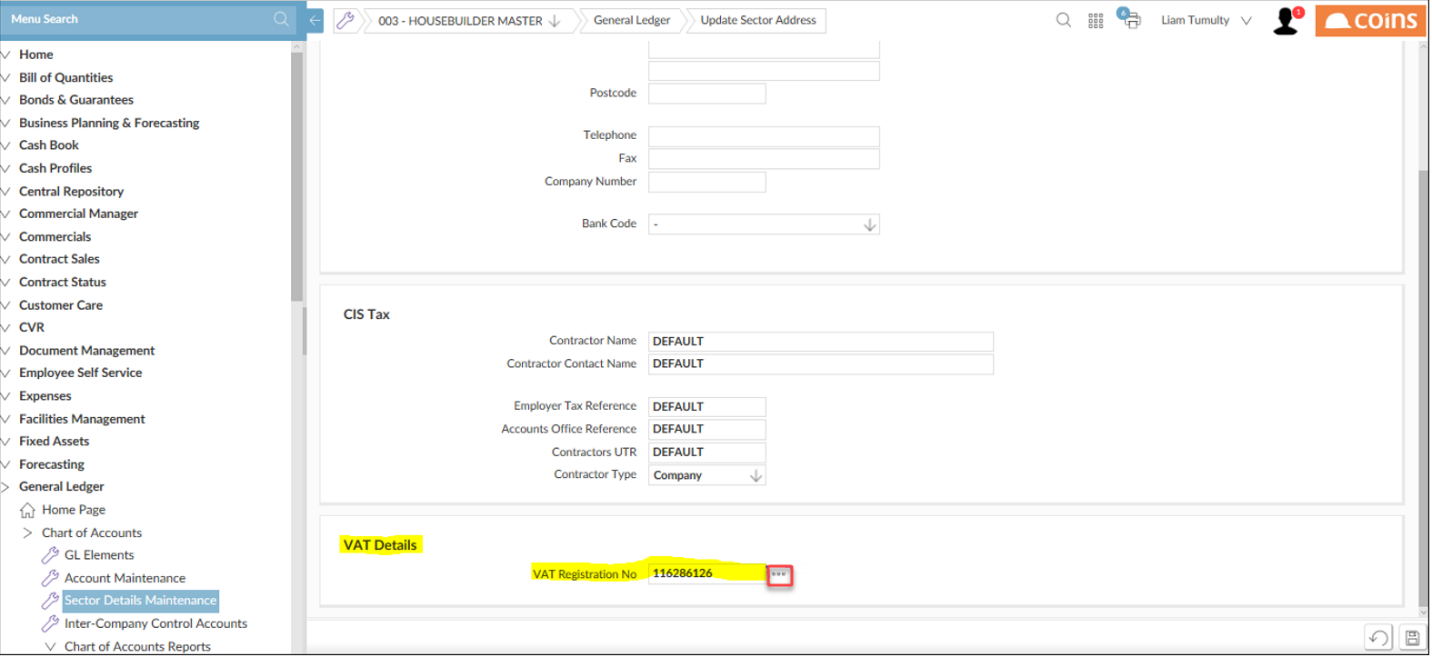 Menu Search
003 - HOUSEBUILDER MASTER
General Ledger
Update Sector Address
6
Liam Tumulty
1
coins
Home
Bill of Quantities
Bonds & Guarantees
Business Planning & Forecasting
Cash Book
Cash Profiles
Central Repository
Commercial Manager
Commercials
Contract Sales
Contract Status
Customer Care
CVR
Document Management
Employee Self Service
Expenses
Facilities Management
Fixed Assets
Forecasting
General Ledger
Home Page
Chart of Accounts
GL Elements
Account Maintenance
Sector Details Maintenance
Inter-Company Control Accounts
Chart of Accounts Reports
Postcode
Telephone
Fax
Company Number
Bank Code -
CIS Tax
Contractor Name DEFAULT
Contractor Contact Name DEFAULT
Employer Tax Reference DEFAULT
Accounts Office Reference DEFAULT
Contractors UTR DEFAULT
Contractor Type Company
VAT Details
VAT Registration No 116286126